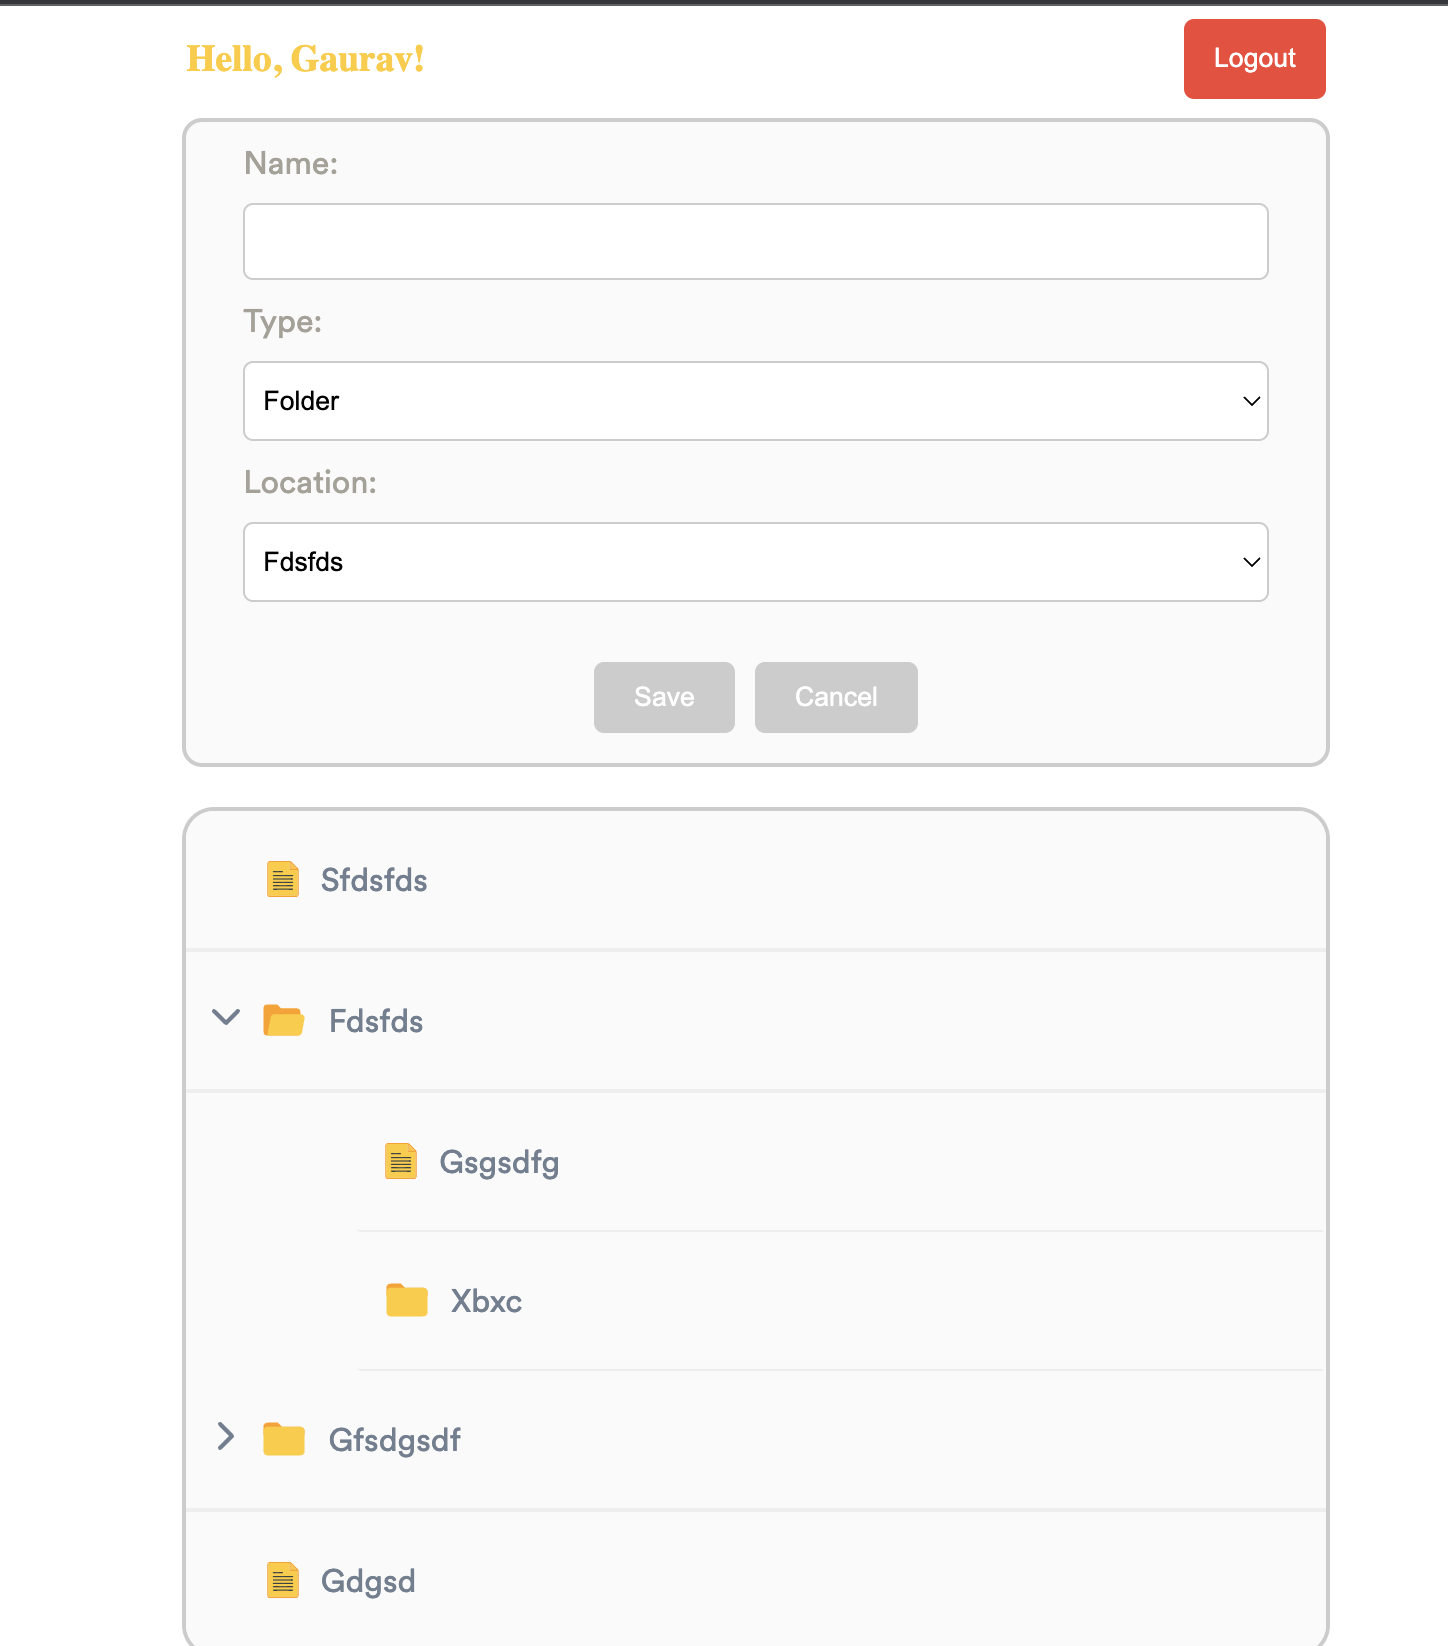 Hello, Gaurav!
Logout
Name:
Type:
Folder
Location:
Fdsfds
Save
Cancel
Sfdsfds
Fdsfds
Gsgsdfg
Xbxc
Gfsdgsdf
Gdgsd